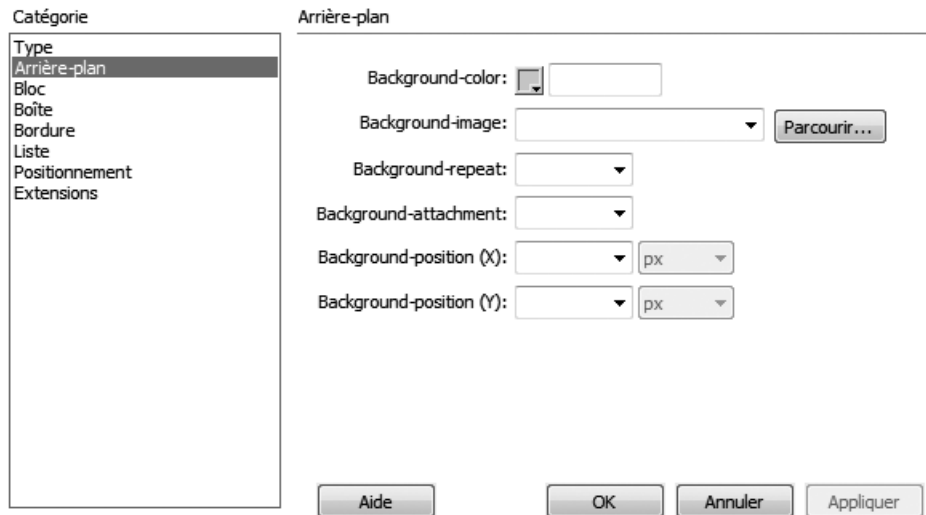 Catégorie
Type
Arrière-plan
Bloc
Boîte
Bordure
Liste
Positionnement
Extensions
Arrière-plan
Background-color:
Background-image: Parcourir...
Background-repeat:
Background-attachment:
Background-position (X): px
Background-position (Y): px
Aide OK Annuler Appliquer